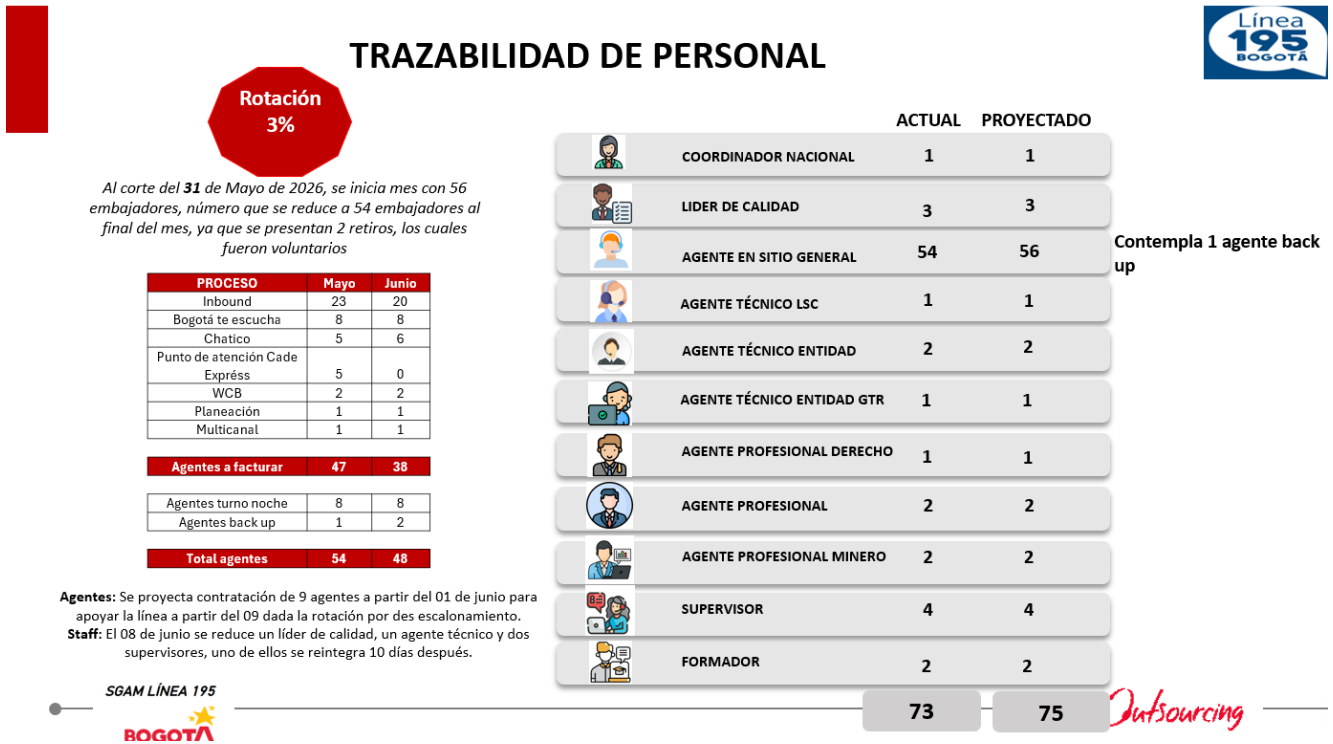 TRAZABILIDAD DE PERSONAL
Línea
195
BOGOTÁ
Rotación
3%
Al corte del 31 de Mayo de 2026, se inicia mes con 56
embajadores, número que se reduce a 54 embajadores al
final del mes, ya que se presentan 2 retiros, los cuales
fueron voluntarios
PROCESO Mayo Junio
Inbound 23 20
Bogotá te escucha 8 8
Chatico 5 6
Punto de atención Cade
Expréss 5 0
WCB 2 2
Planeación 1 1
Multicanal 1 1
Agentes a facturar 47 38
Agentes turno noche 8 8
Agentes back up 1 2
Total agentes 54 48
Agentes: Se proyecta contratación de 9 agentes a partir del 01 de junio para
apoyar la línea a partir del 09 dada la rotación por des escalonamiento.
Staff: El 08 de junio se reduce un líder de calidad, un agente técnico y dos
supervisores, uno de ellos se reintegra 10 días después.
ACTUAL PROYECTADO
COORDINADOR NACIONAL 1 1
LIDER DE CALIDAD 3 3
AGENTE EN SITIO GENERAL 54 56
Contempla 1 agente back
up
AGENTE TÉCNICO LSC 1 1
AGENTE TÉCNICO ENTIDAD 2 2
AGENTE TÉCNICO ENTIDAD GTR 1 1
AGENTE PROFESIONAL DERECHO 1 1
AGENTE PROFESIONAL 2 2
AGENTE PROFESIONAL MINERO 2 2
SUPERVISOR 4 4
FORMADOR 2 2
73 75
SGAM LÍNEA 195
BOGOTÁ
Outsourcing